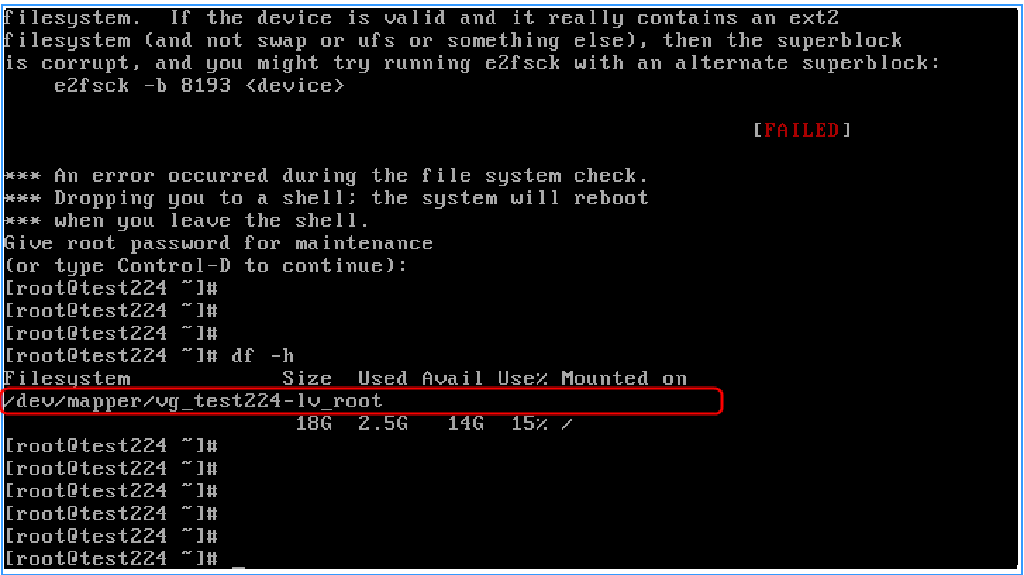 filesystem.  If the device is valid and it really contains an ext2
filesystem (and not swap or ufs or something else), then the superblock
is corrupt, and you might try running e2fsck with an alternate superblock:
    e2fsck -b 8193 <device>
[FAILED]
*** An error occurred during the file system check.
*** Dropping you to a shell; the system will reboot
*** when you leave the shell.
Give root password for maintenance
(or type Control-D to continue):
[root@test224 ~]#
[root@test224 ~]#
[root@test224 ~]#
[root@test224 ~]# df -h
Filesystem            Size  Used Avail Use% Mounted on
/dev/mapper/vg_test224-lv_root
                       18G  2.5G   14G  15% /
[root@test224 ~]#
[root@test224 ~]#
[root@test224 ~]#
[root@test224 ~]#
[root@test224 ~]#
[root@test224 ~]# _